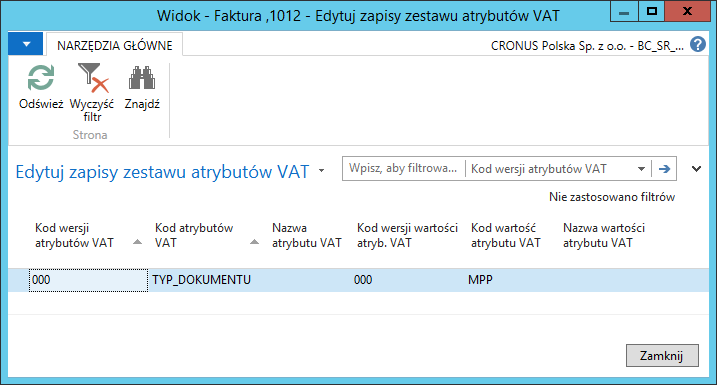 Widok - Faktura ,1012 - Edytuj zapisy zestawu atrybutów VAT
NARZĘDZIA GŁÓWNE
CRONUS Polska Sp. z o.o. - BC_SR_...
Odśwież
Wyczyść
filtr
Znajdź
Strona
Edytuj zapisy zestawu atrybutów VAT
Wpisz, aby filtrowa...
Kod wersji atrybutów VAT
Nie zastosowano filtrów
Kod wersji
atrybutów VAT
Kod atrybutów
VAT
Nazwa
atrybutu VAT
Kod wersji wartości
atryb. VAT
Kod wartość
atrybutu VAT
Nazwa wartości
atrybutu VAT
000 TYP_DOKUMENTU 000 MPP
Zamknij